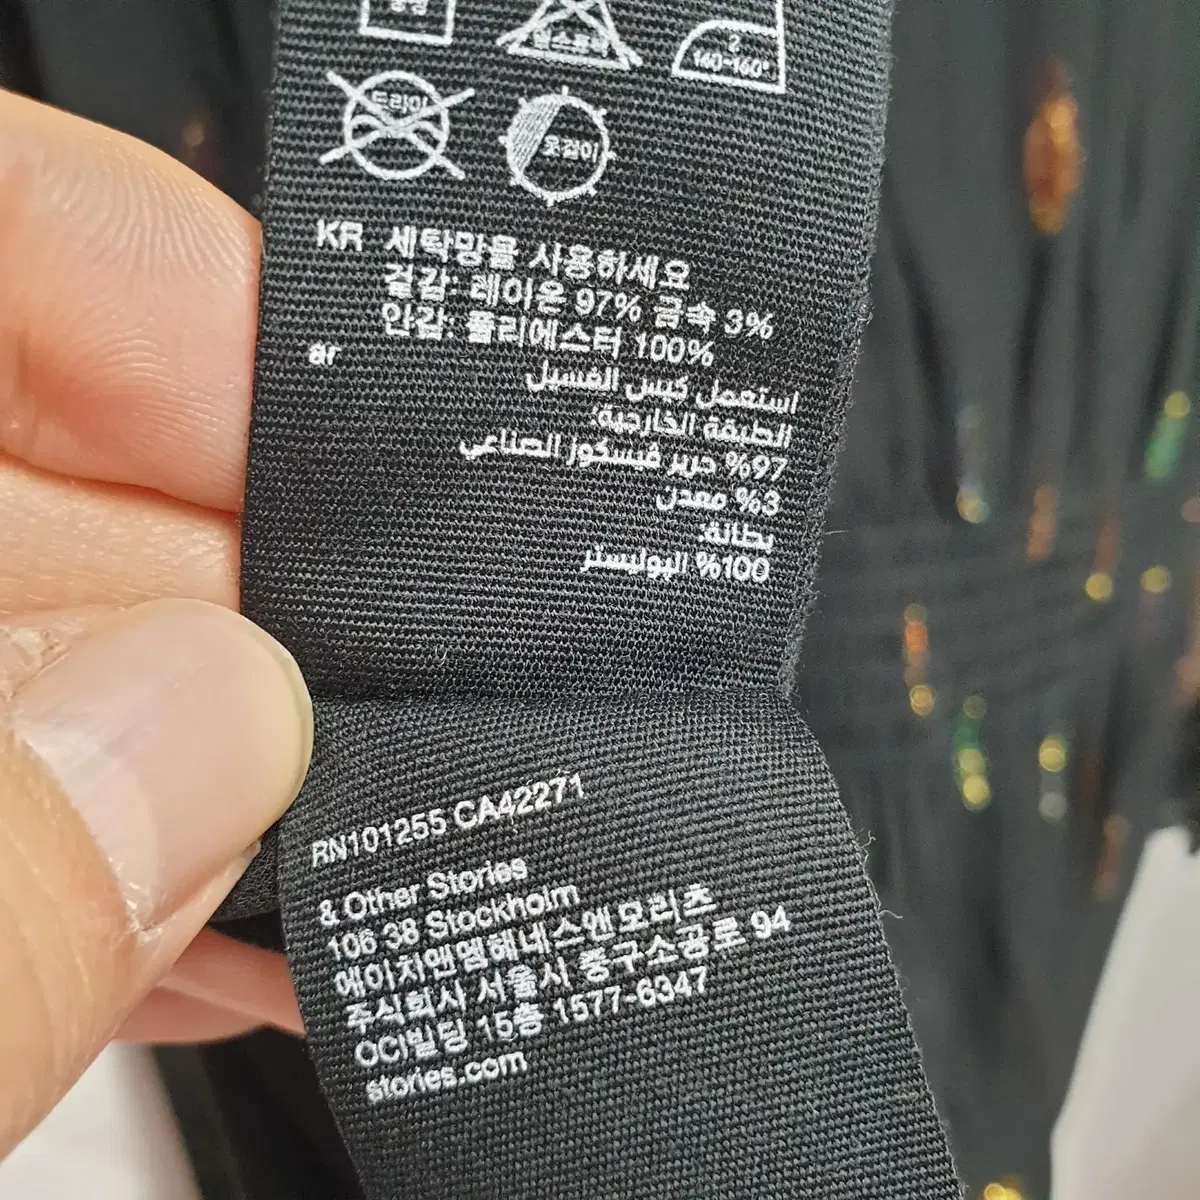 2
140~160°
드라이
옷걸이
KR 세탁망을 사용하세요
겉감: 레이온 97% 금속 3%
안감: 폴리에스터 100%
ar
استعمل كيس الغسيل
الطبقة الخارجية:
97% حرير فيسكوز الصناعي
3% معدن
بطانة:
100% البوليستر
RN101255 CA42271
& Other Stories
106 38 Stockholm
에이치앤엠헤네스앤모리츠
주식회사 서울시 중구소공로 94
OCI빌딩 15층 1577-6347
stories.com